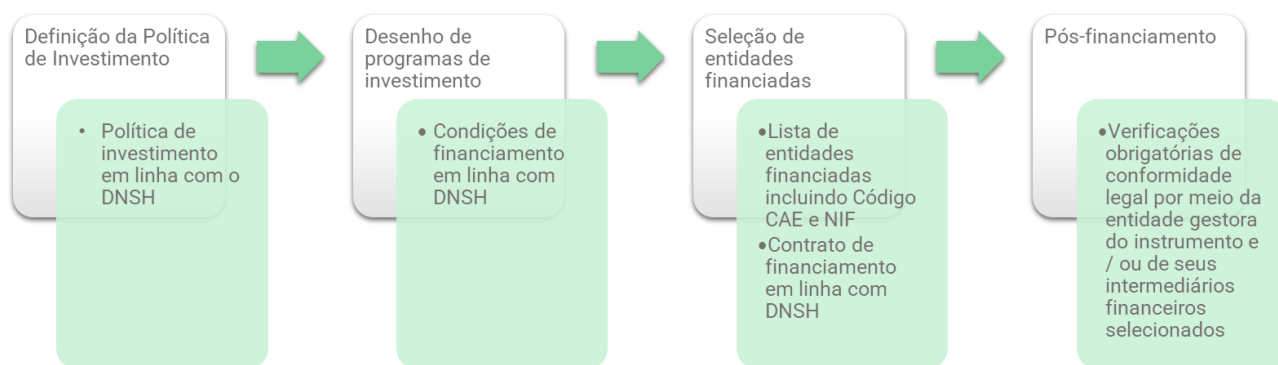 Definição da Política
de Investimento
• Política de
investimento
em linha com o
DNSH
Desenho de
programas de
investimento
• Condições de
financiamento
em linha com
DNSH
Seleção de
entidades
financiadas
•Lista de
entidades
financiadas
incluindo Código
CAE e NIF
•Contrato de
financiamento
em linha com
DNSH
Pós-financiamento
•Verificações
obrigatórias de
conformidade
legal por meio da
entidade gestora
do instrumento e
/ ou de seus
intermediários
financeiros
selecionados